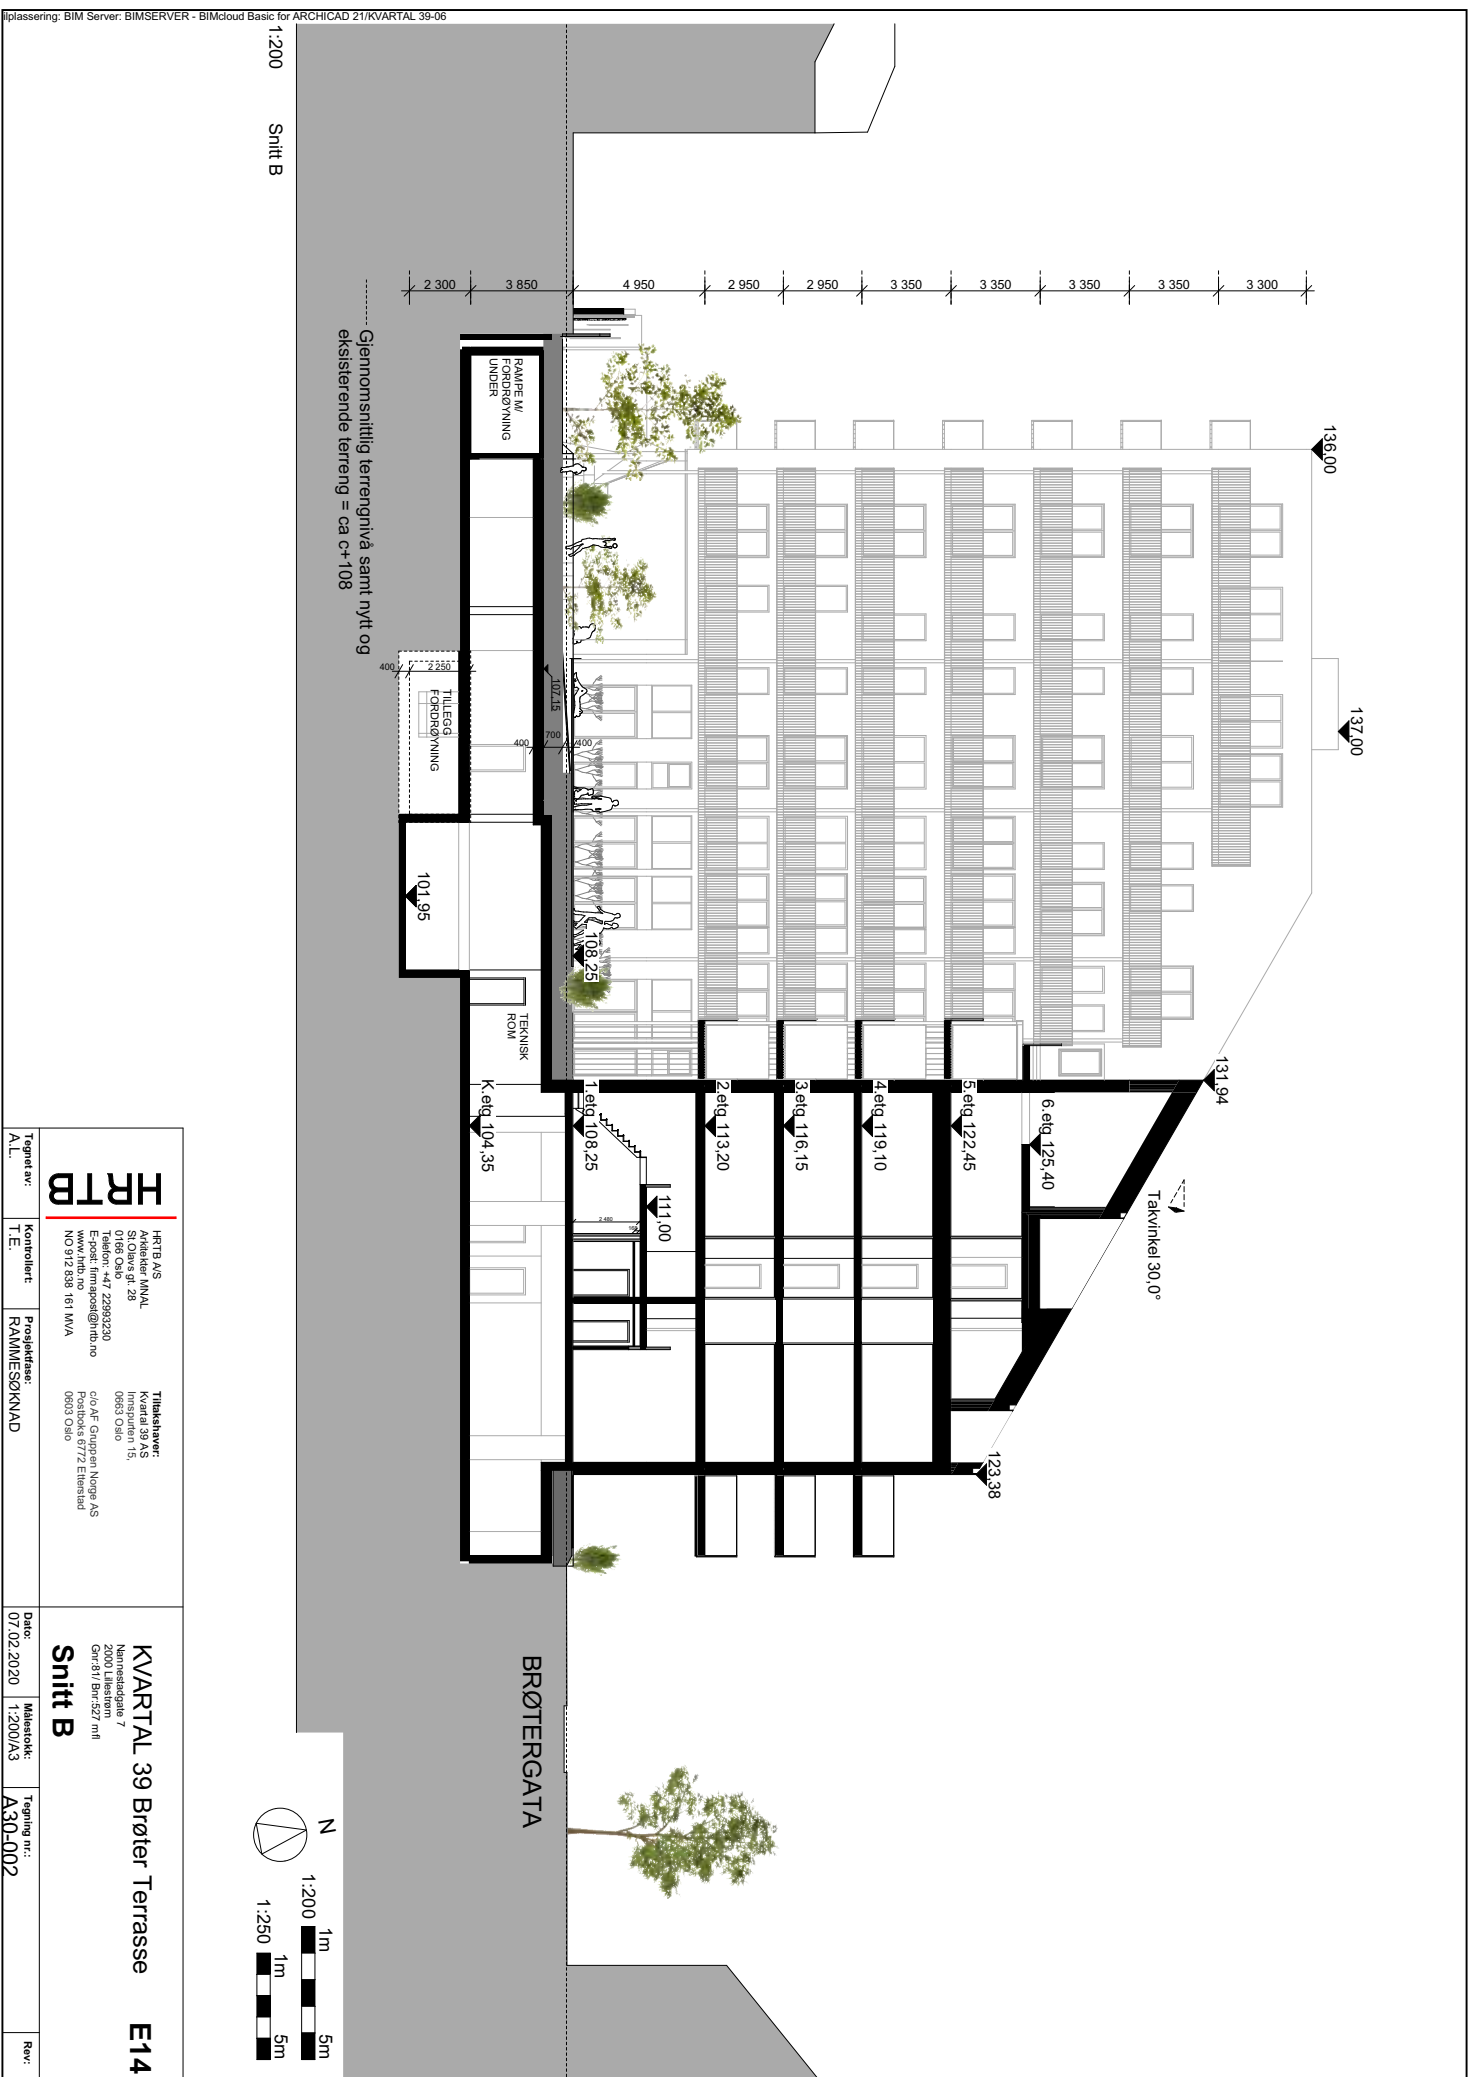 ilplassering: BIM Server: BIMSERVER - BIMcloud Basic for ARCHICAD 21/KVARTAL 39-06
136,00
137,00
131,94
Takvinkel 30,0°
123,38
3 300
3 350
3 350
3 350
3 350
2 950
2 950
4 950
3 850
2 300
6.etg 125,40
5.etg 122,45
4.etg 119,10
3.etg 116,15
2.etg 113,20
111,00
2 480
1.etg 108,25
108,25
K.etg 104,35
400
700
400
107,15
RAMPE M/
FORDRØYNING
UNDER
TEKNISK
ROM
TILLEGG
FORDRØYNING
2 250
400
101,95
BRØTERGATA
Gjennomsnittlig terrengnivå samt nytt og
eksisterende terreng = ca c+108
1:200
Snitt B
N
1:200
1m
5m
1:250
1m
5m
HRTB
HRTB A/S
Arkitekter MNAL
St.Olavs gt. 28
0166 Oslo
Telefon: +47 22993230
E-post: firmapost@hrtb.no
www.hrtb.no
NO 912 838 161 MVA
Tiltakshaver:
Kvartal 39 AS
Innspurten 15,
0663 Oslo
c/o AF Gruppen Norge AS
Postboks 6772 Etterstad
0603 Oslo
KVARTAL 39 Brøter Terrasse
E14
Nannestadgate 7
2000 Lillestrøm
Gnr:81/ Bnr:527 mfl
Snitt B
Tegnet av:
A.L.
Kontrollert:
T.E.
Prosjektfase:
RAMMESØKNAD
Dato:
07.02.2020
Målestokk:
1:200/A3
Tegning nr.:
A30-002
Rev: